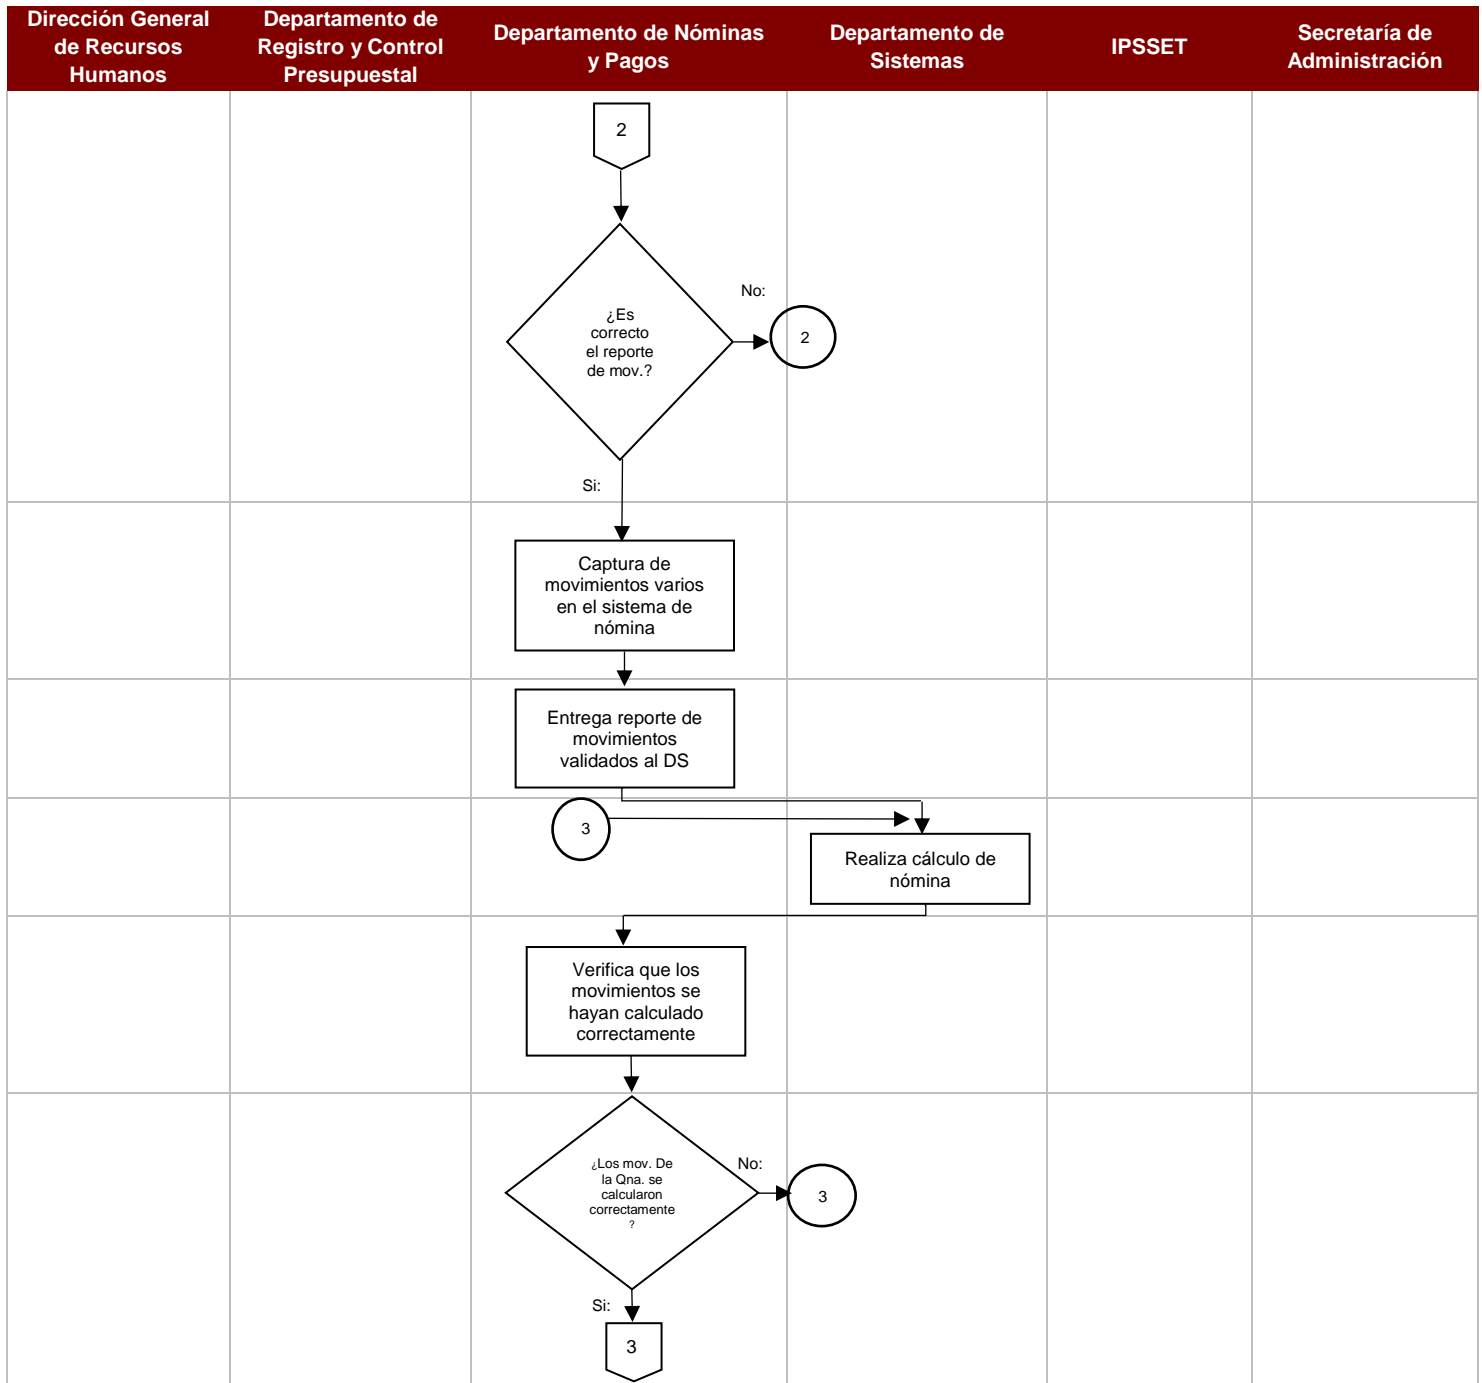 Dirección General
de Recursos
Humanos
Departamento de
Registro y Control
Presupuestal
Departamento de Nóminas
y Pagos
Departamento de
Sistemas
IPSSET
Secretaría de
Administración
2
¿Es
correcto
el reporte
de mov.?
No:
2
Si:
Captura de
movimientos varios
en el sistema de
nómina
Entrega reporte de
movimientos
validados al DS
3
Realiza cálculo de
nómina
Verifica que los
movimientos se
hayan calculado
correctamente
¿Los mov. De
la Qna. se
calcularon
correctamente
?
No:
3
Si:
3